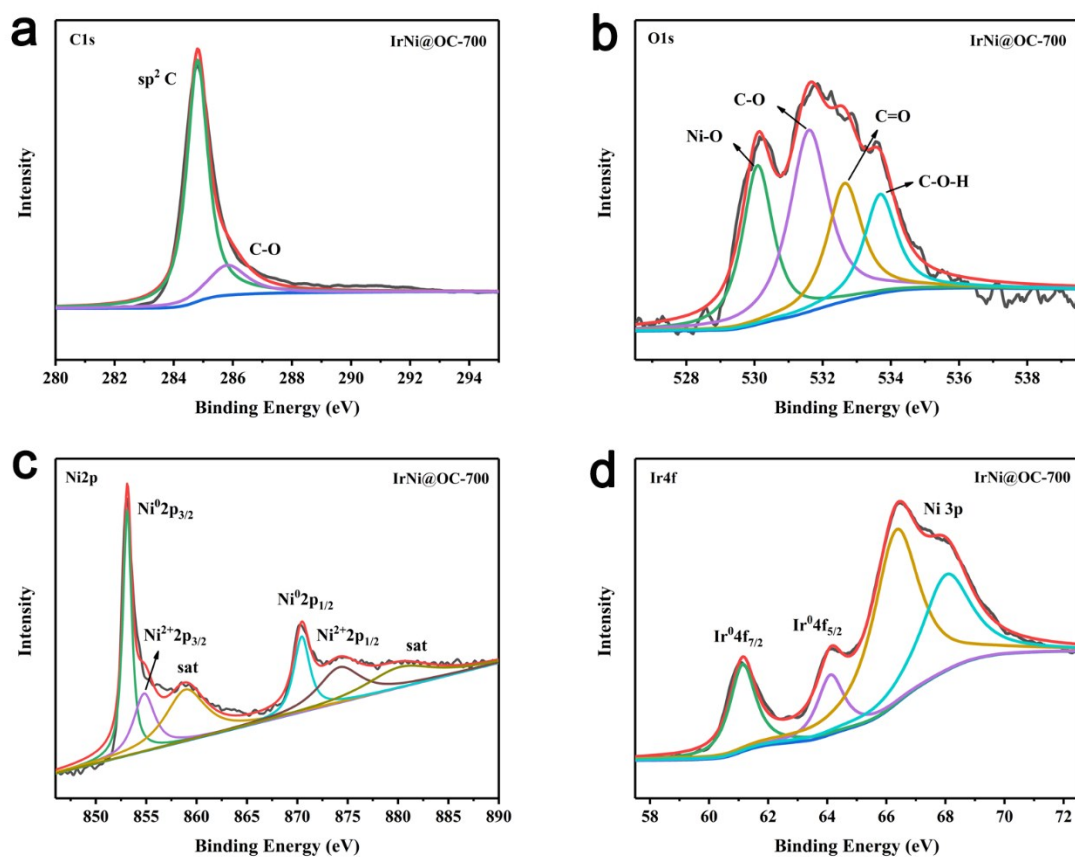 a
C1s
IrNi@OC-700
sp² C
C-O
Intensity
280 282 284 286 288 290 292 294
Binding Energy (eV)
b
O1s
IrNi@OC-700
C-O
C=O
Ni-O
C-O-H
Intensity
528 530 532 534 536 538
Binding Energy (eV)
c
Ni2p
IrNi@OC-700
Ni⁰2p₃/₂
Ni⁰2p₁/₂
Ni²⁺2p₃/₂
Ni²⁺2p₁/₂
sat
sat
Intensity
850 855 860 865 870 875 880 885 890
Binding Energy (eV)
d
Ir4f
IrNi@OC-700
Ni 3p
Ir⁰4f₅/₂
Ir⁰4f₇/₂
Intensity
58 60 62 64 66 68 70 72
Binding Energy (eV)